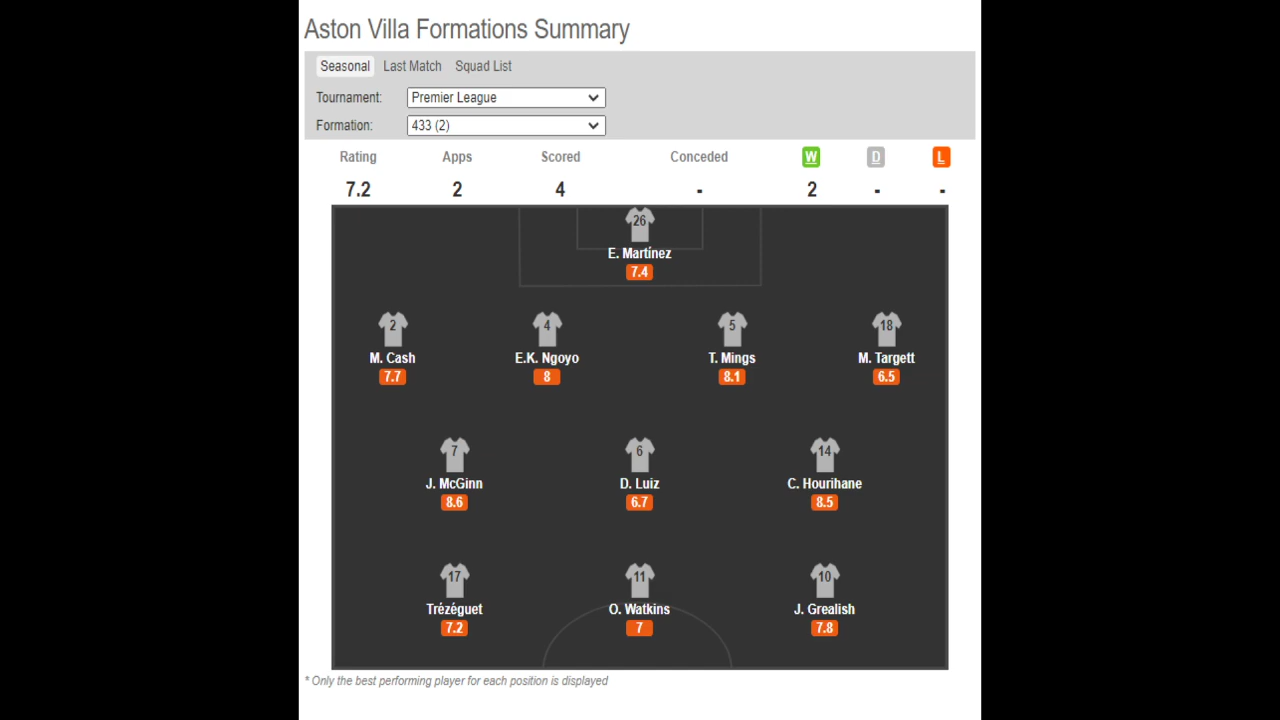 Aston Villa Formations Summary
Seasonal Last Match Squad List
Tournament: Premier League
Formation: 433 (2)
Rating Apps Scored Conceded W D L
7.2 2 4 - 2 - -
26
E. Martínez
7.4
2 4 5 18
M. Cash E.K. Ngoyo T. Mings M. Targett
7.7 8 8.1 6.5
7 6 14
J. McGinn D. Luiz C. Hourihane
8.6 6.7 8.5
17 11 10
Trézéguet O. Watkins J. Grealish
7.2 7 7.8
* Only the best performing player for each position is displayed